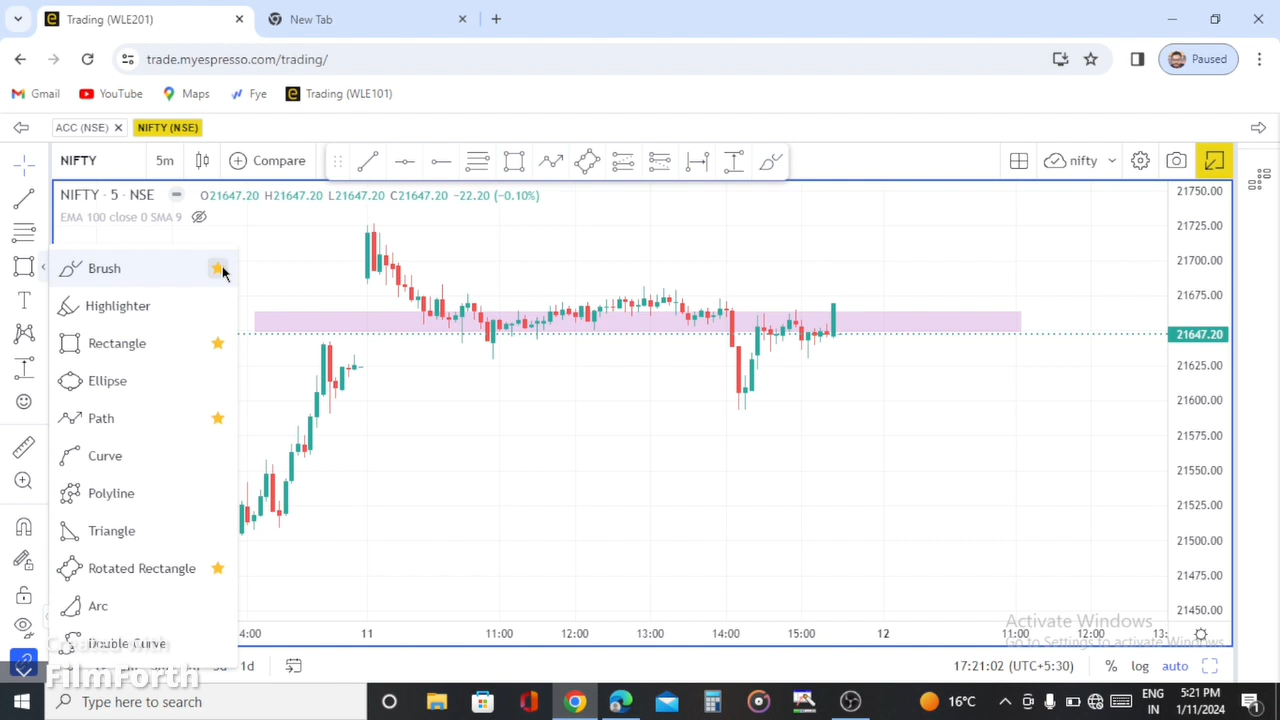 Trading (WLE201)
New Tab
trade.myespresso.com/trading/
Paused
Gmail
YouTube
Maps
Fye
Trading (WLE101)
ACC (NSE)
NIFTY (NSE)
NIFTY
5m
Compare
nifty
NIFTY · 5 · NSE
O21647.20 H21647.20 L21647.20 C21647.20 −22.20 (−0.10%)
EMA 100 close 0 SMA 9
Brush
Highlighter
Rectangle
Ellipse
Path
Curve
Polyline
Triangle
Rotated Rectangle
Arc
Double Curve
21750.00
21725.00
21700.00
21675.00
21647.20
21625.00
21600.00
21575.00
21550.00
21525.00
21500.00
21475.00
21450.00
4:00
11
11:00
12:00
13:00
14:00
15:00
12
11:00
12:00
13:
Activate Windows
Go to Settings to activate Windows.
Created with
FilmForth
1d
17:21:02 (UTC+5:30)
%
log
auto
Type here to search
16°C
ENG
IN
5:21 PM
1/11/2024
1